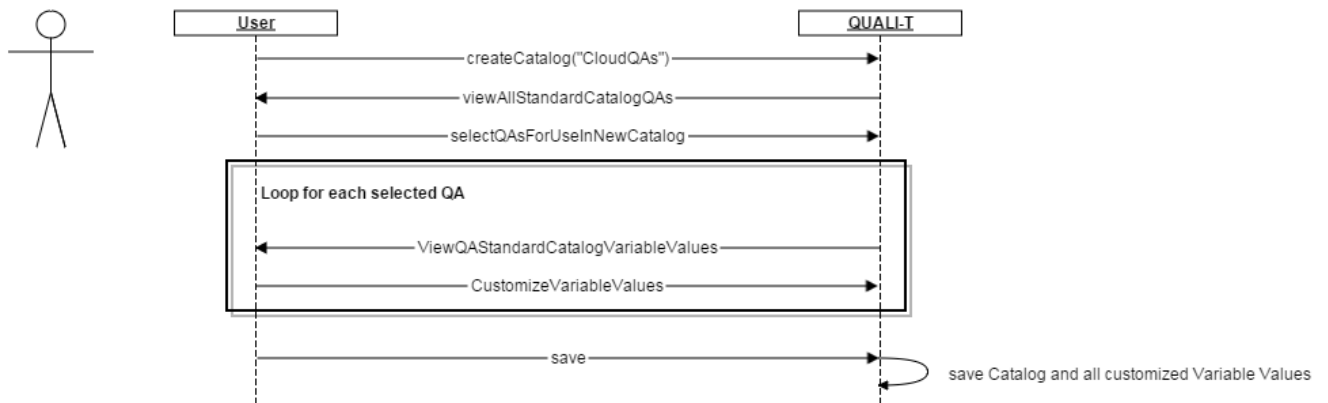 User
QUALI-T
createCatalog("CloudQAs")
viewAllStandardCatalogQAs
selectQAsForUseInNewCatalog
Loop for each selected QA
ViewQAStandardCatalogVariableValues
CustomizeVariableValues
save
save Catalog and all customized Variable Values